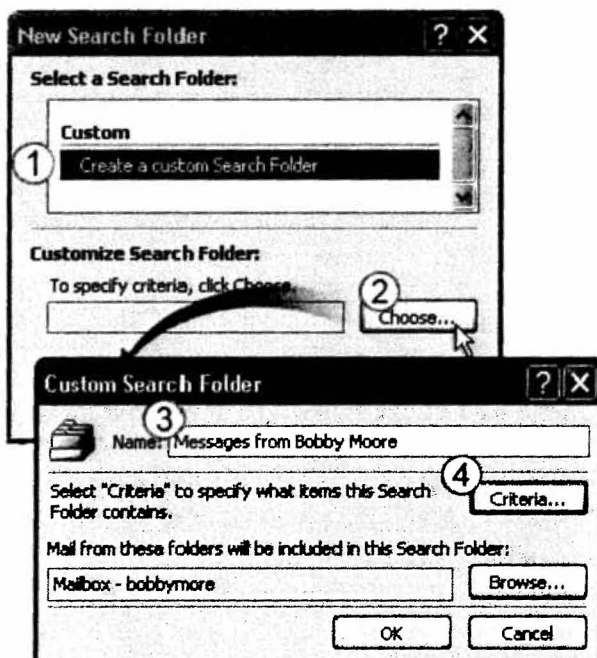 New Search Folder
? X
Select a Search Folder:
Custom
1
Create a custom Search Folder
Customize Search Folder:
To specify criteria, click Choose.
2
Choose...
Custom Search Folder
? X
3
Name: Messages from Bobby Moore
Select "Criteria" to specify what items this Search
Folder contains.
4
Criteria...
Mail from these folders will be included in this Search Folder:
Mailbox - bobbymore
Browse...
OK
Cancel